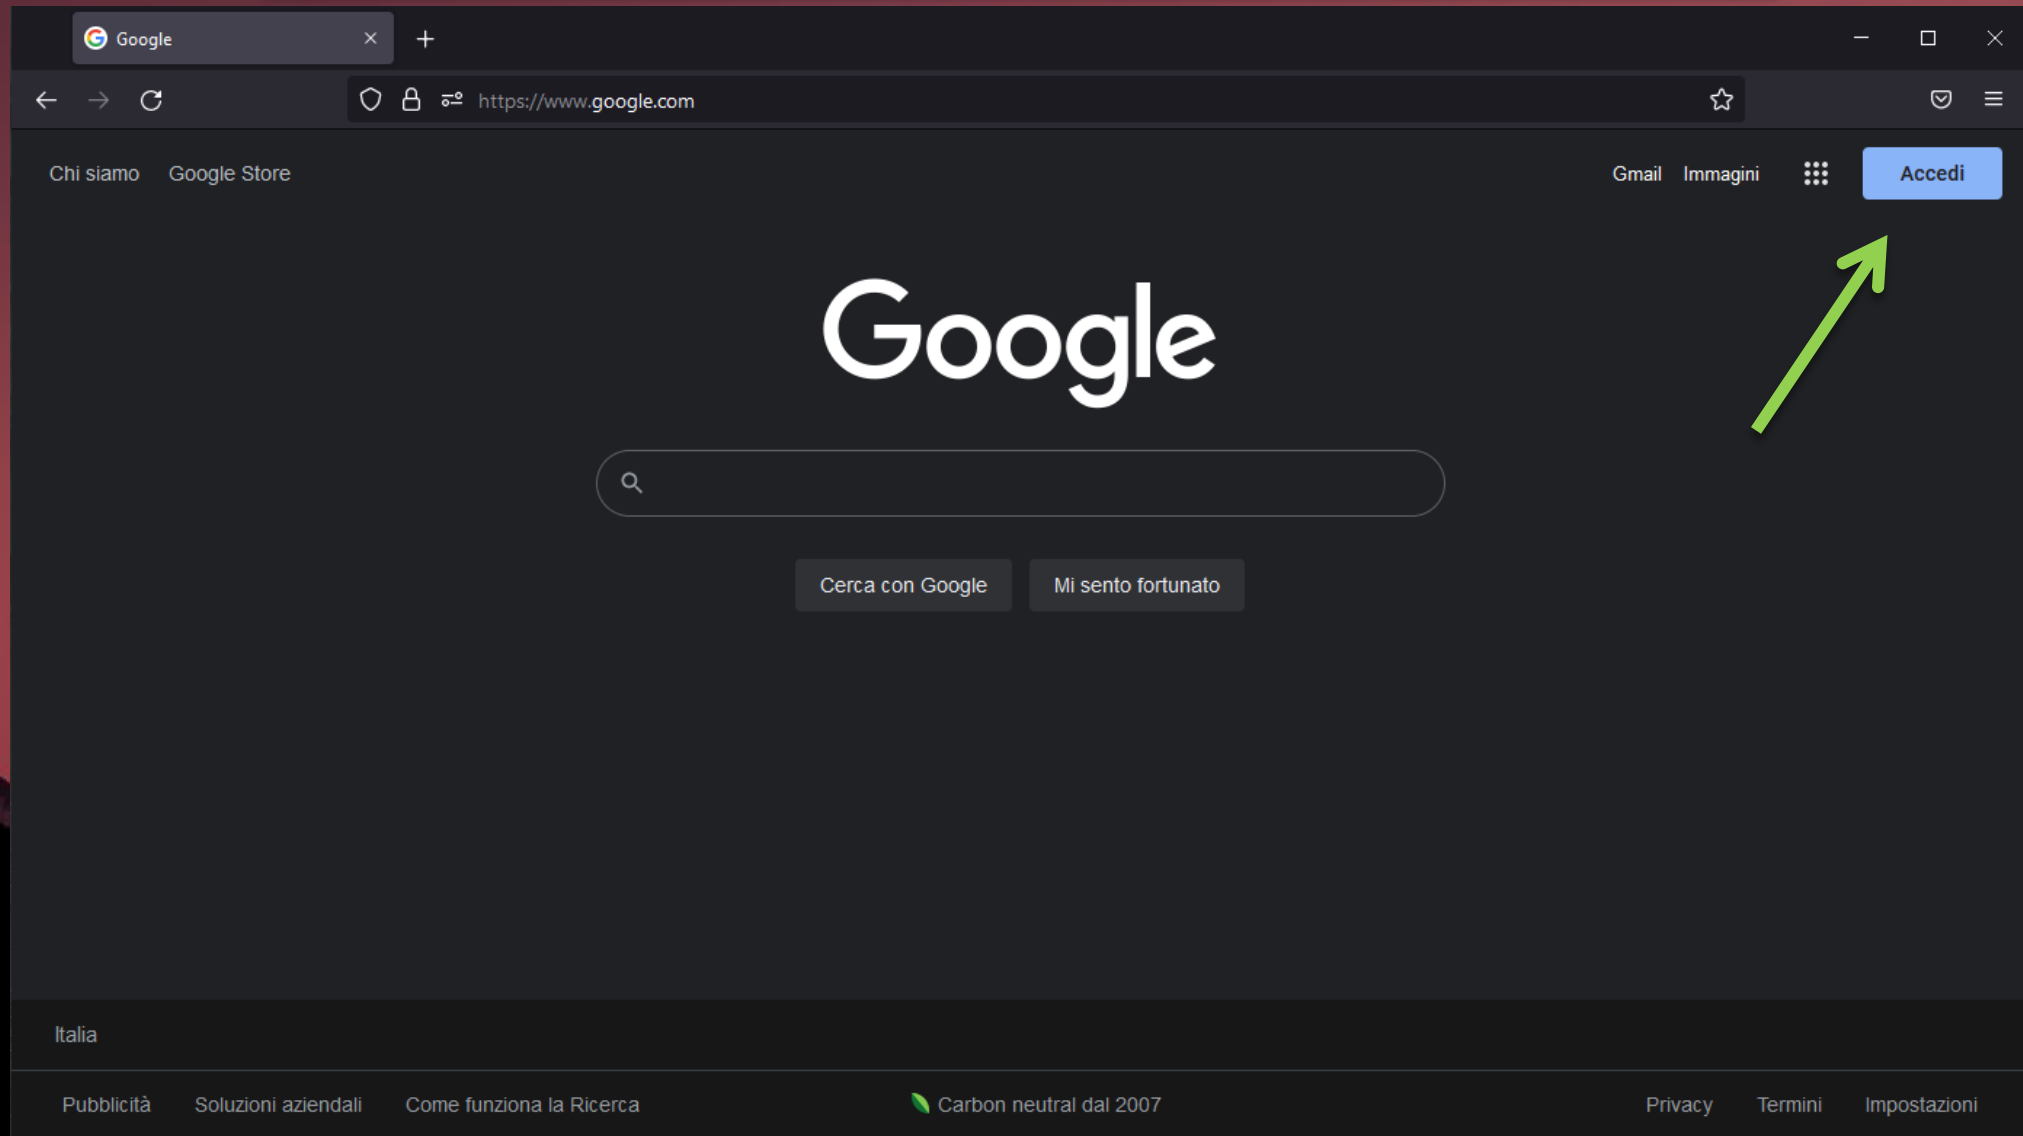 Google
https://www.google.com
Chi siamo Google Store Gmail Immagini Accedi
Google
Cerca con Google Mi sento fortunato
Italia
Pubblicità Soluzioni aziendali Come funziona la Ricerca Carbon neutral dal 2007 Privacy Termini Impostazioni